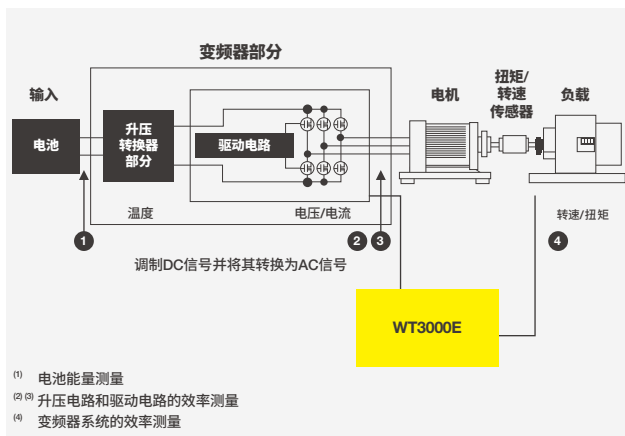 变频器部分
输入
电机
扭矩/
转速
传感器
负载
电池
升压
转换器
部分
驱动电路
温度
电压/电流
转速/扭矩
1
2
3
4
调制DC信号并将其转换为AC信号
WT3000E
(1) 电池能量测量
(2) (3) 升压电路和驱动电路的效率测量
(4) 变频器系统的效率测量